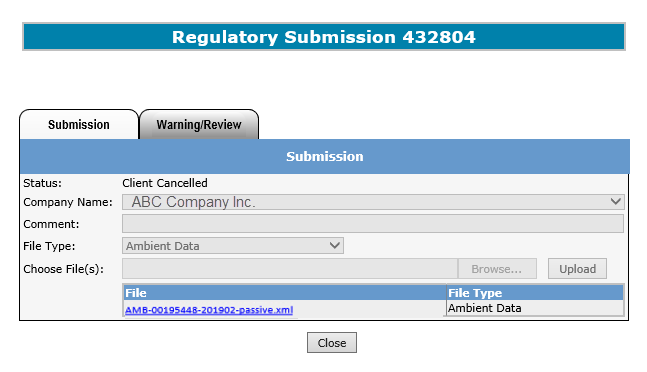 Regulatory Submission 432804
Submission Warning/Review
Submission
Status: Client Cancelled
Company Name: ABC Company Inc.
Comment:
File Type: Ambient Data
Choose File(s): Browse... Upload
File File Type
AMB-00195448-201902-passive.xml Ambient Data
Close